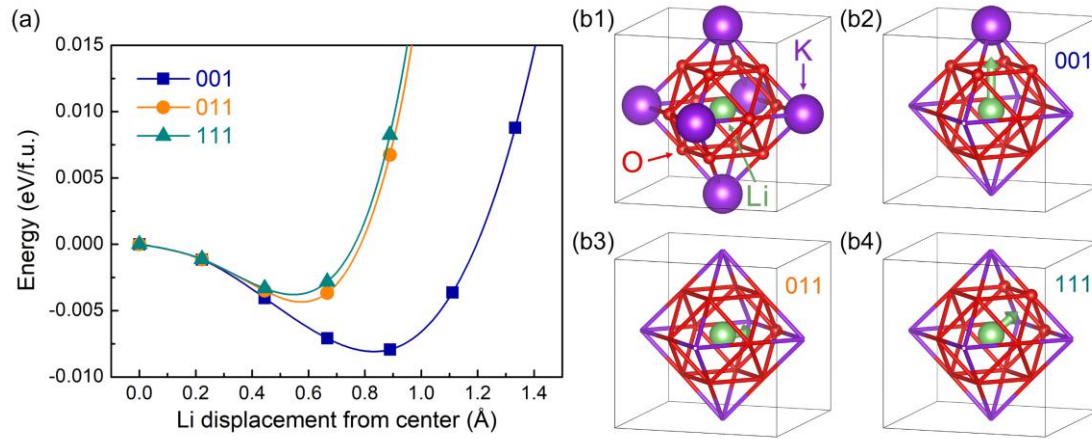 (a)
0.015
0.010
0.005
0.000
-0.005
-0.010
Energy (eV/f.u.)
001
011
111
0.0 0.2 0.4 0.6 0.8 1.0 1.2 1.4
Li displacement from center (Å)
(b1)
K
O
Li
(b2)
001
(b3)
011
(b4)
111